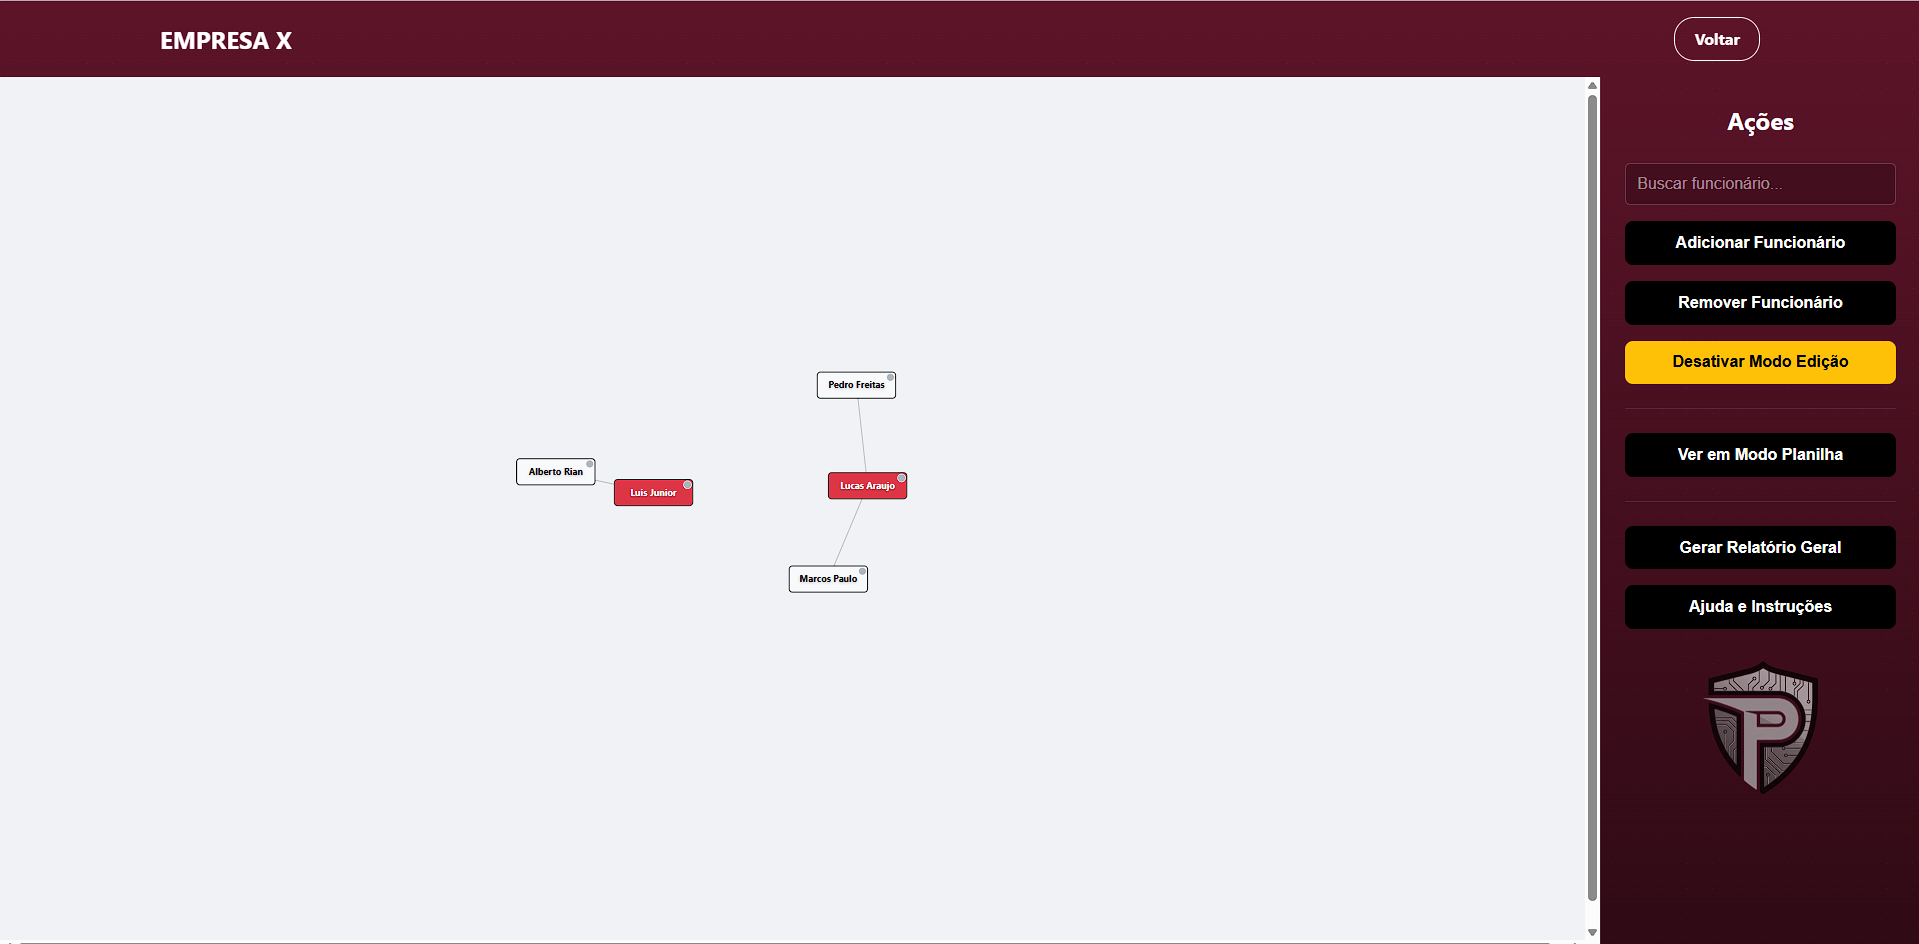 EMPRESA X
Voltar
Ações
Buscar funcionário...
Adicionar Funcionário
Remover Funcionário
Desativar Modo Edição
Ver em Modo Planilha
Gerar Relatório Geral
Ajuda e Instruções
Pedro Freitas
Alberto Rian
Luis Junior
Lucas Araujo
Marcos Paulo
P